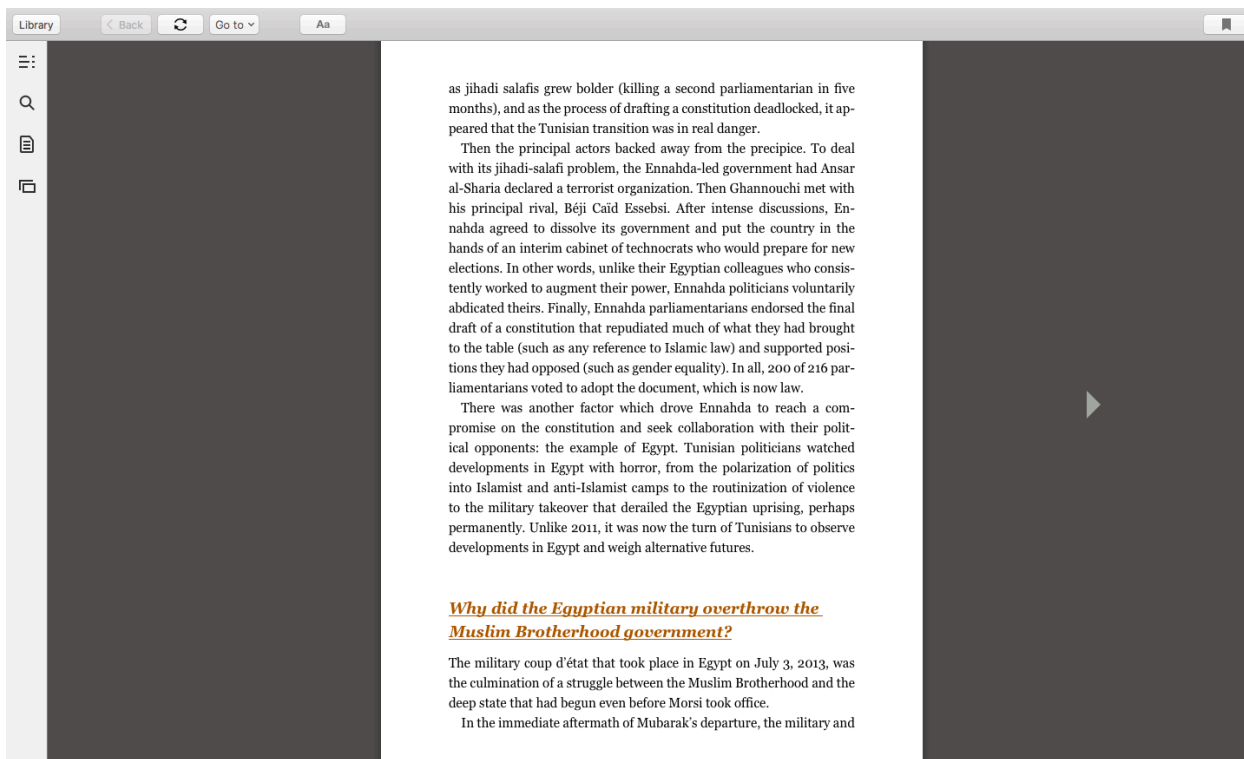 Library
Back
Go to
Aa
as jihadi salafis grew bolder (killing a second parliamentarian in five
months), and as the process of drafting a constitution deadlocked, it ap-
peared that the Tunisian transition was in real danger.
Then the principal actors backed away from the precipice. To deal
with its jihadi-salafi problem, the Ennahda-led government had Ansar
al-Sharia declared a terrorist organization. Then Ghannouchi met with
his principal rival, Béji Caïd Essebsi. After intense discussions, En-
nahda agreed to dissolve its government and put the country in the
hands of an interim cabinet of technocrats who would prepare for new
elections. In other words, unlike their Egyptian colleagues who consis-
tently worked to augment their power, Ennahda politicians voluntarily
abdicated theirs. Finally, Ennahda parliamentarians endorsed the final
draft of a constitution that repudiated much of what they had brought
to the table (such as any reference to Islamic law) and supported posi-
tions they had opposed (such as gender equality). In all, 200 of 216 par-
liamentarians voted to adopt the document, which is now law.
There was another factor which drove Ennahda to reach a com-
promise on the constitution and seek collaboration with their polit-
ical opponents: the example of Egypt. Tunisian politicians watched
developments in Egypt with horror, from the polarization of politics
into Islamist and anti-Islamist camps to the routinization of violence
to the military takeover that derailed the Egyptian uprising, perhaps
permanently. Unlike 2011, it was now the turn of Tunisians to observe
developments in Egypt and weigh alternative futures.
Why did the Egyptian military overthrow the
Muslim Brotherhood government?
The military coup d’état that took place in Egypt on July 3, 2013, was
the culmination of a struggle between the Muslim Brotherhood and the
deep state that had begun even before Morsi took office.
In the immediate aftermath of Mubarak’s departure, the military and